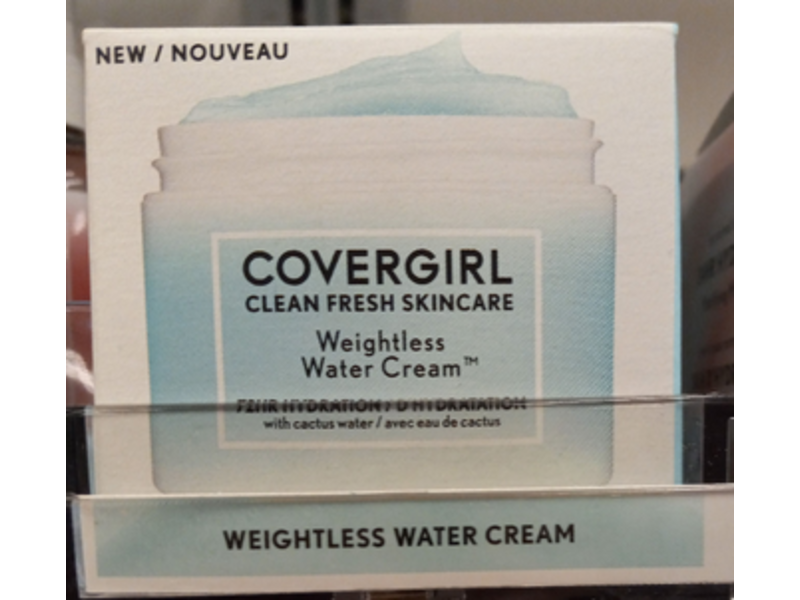 NEW / NOUVEAU
COVERGIRL
CLEAN FRESH SKINCARE
Weightless
Water Cream™
72HR HYDRATION / D'HYDRATATION
with cactus water / avec eau de cactus
WEIGHTLESS WATER CREAM